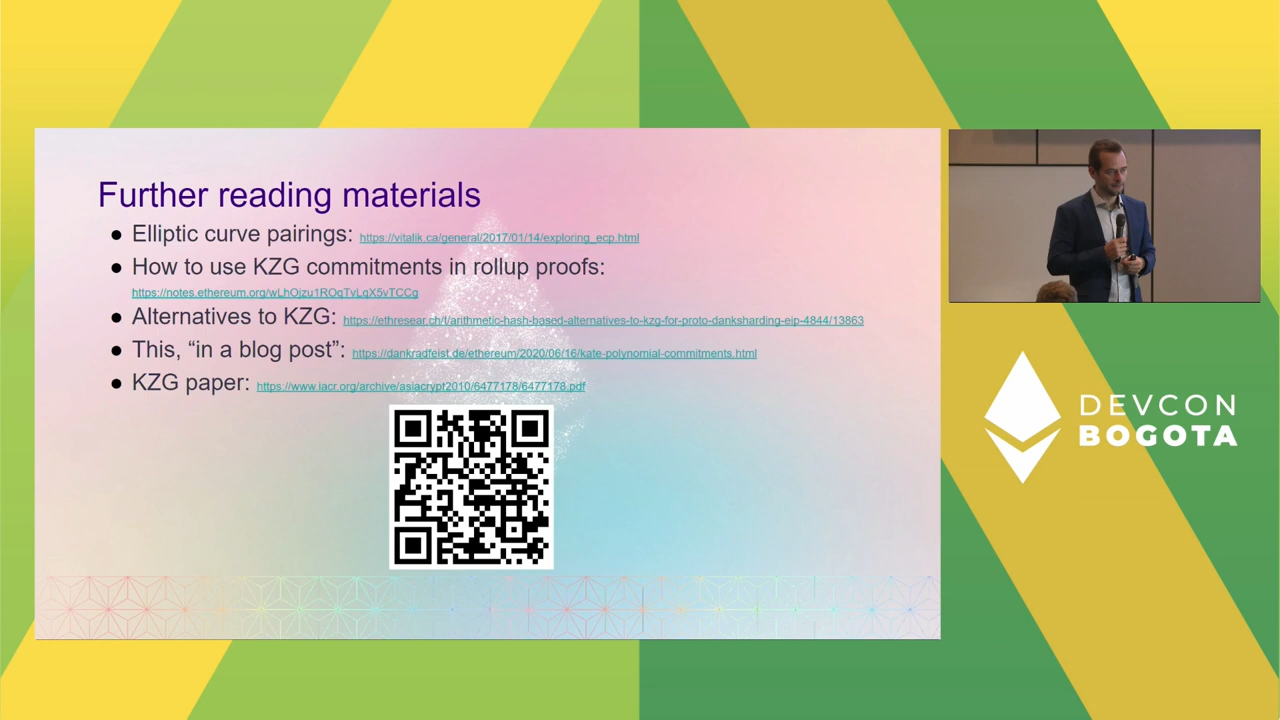 Further reading materials
● Elliptic curve pairings: https://vitalik.ca/general/2017/01/14/exploring_ecp.html
● How to use KZG commitments in rollup proofs:
https://notes.ethereum.org/wLhOjzu1ROqTvLqX5vTCCg
● Alternatives to KZG: https://ethresear.ch/t/arithmetic-hash-based-alternatives-to-kzg-for-proto-danksharding-eip-4844/13863
● This, “in a blog post”: https://dankradfeist.de/ethereum/2020/06/16/kate-polynomial-commitments.html
● KZG paper: https://www.iacr.org/archive/asiacrypt2010/6477178/6477178.pdf
DEVCON
BOGOTA